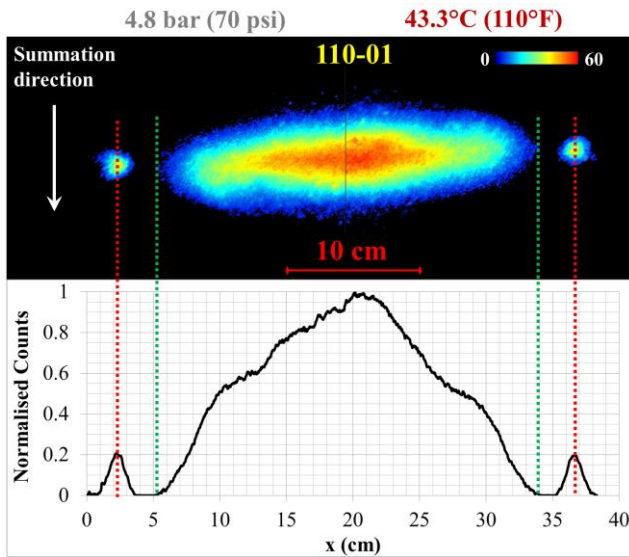 4.8 bar (70 psi) 43.3°C (110°F)
Summation
direction
110-01
0 60
10 cm
Normalised Counts
1
0.8
0.6
0.4
0.2
0
0 5 10 15 20 25 30 35 40
x (cm)